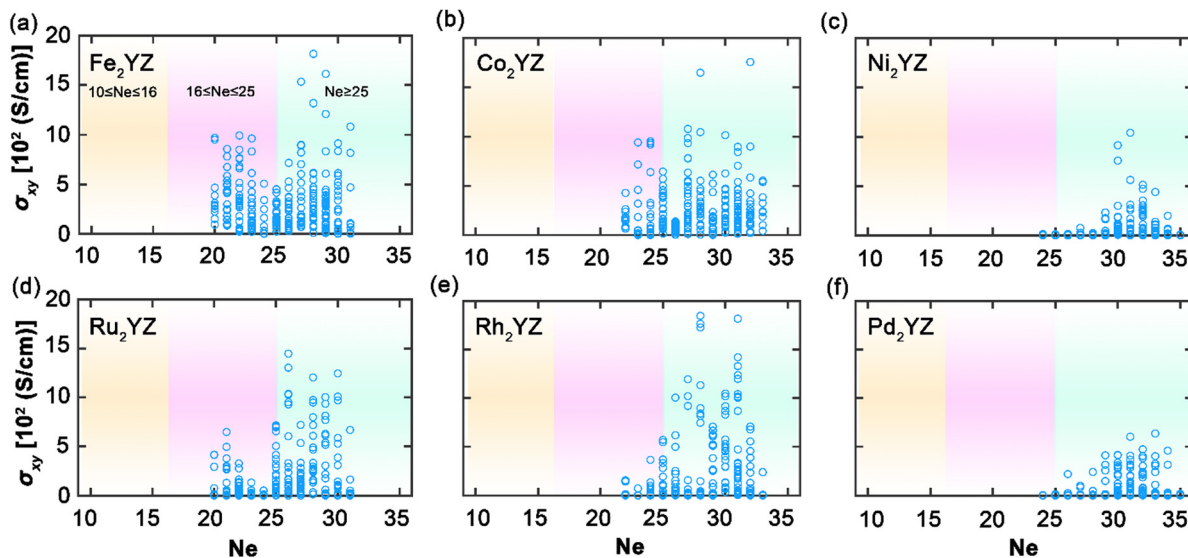 (a) (b) (c)
20
15
10
5
0
σxy [10² (S/cm)]
Fe₂YZ Co₂YZ Ni₂YZ
10≤Ne≤16 16≤Ne≤25 Ne≥25
10 15 20 25 30 35 10 15 20 25 30 35 10 15 20 25 30 35
(d) (e) (f)
20
15
10
5
0
σxy [10² (S/cm)]
Ru₂YZ Rh₂YZ Pd₂YZ
10 15 20 25 30 35 10 15 20 25 30 35 10 15 20 25 30 35
Ne Ne Ne